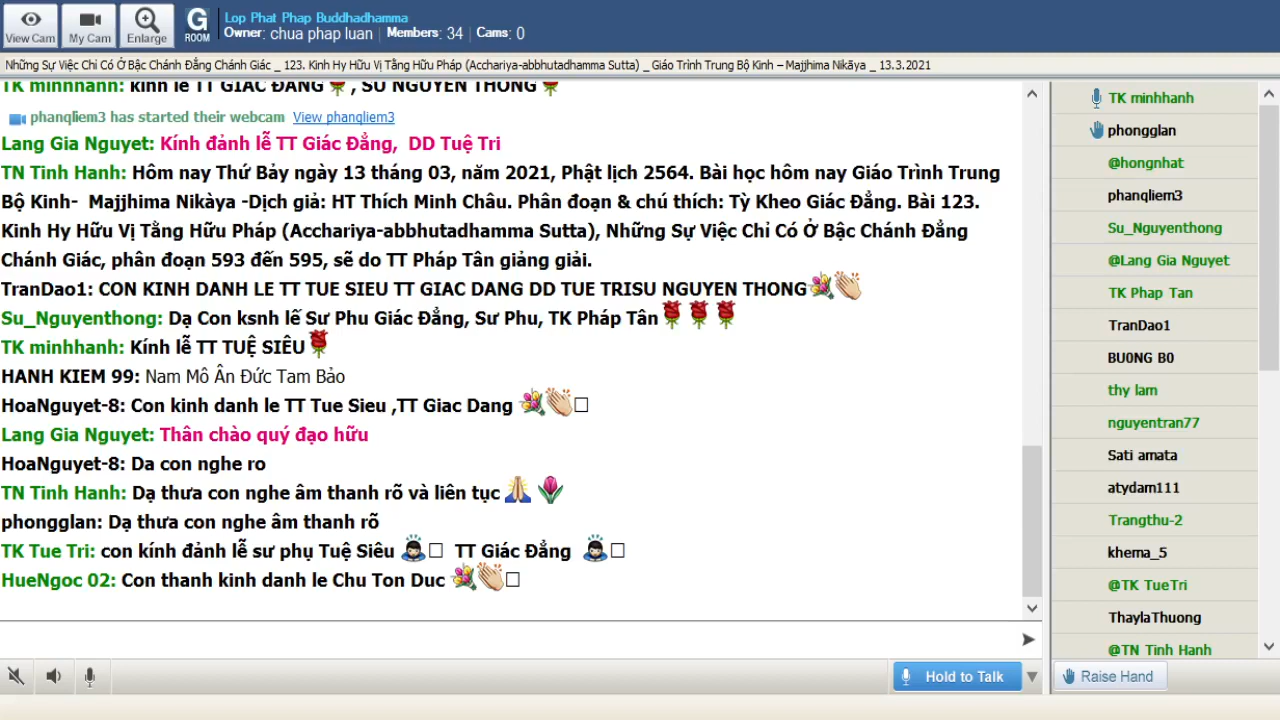 View Cam
My Cam
Enlarge
G
ROOM
Lop Phat Phap Buddhadhamma
Owner: chua phap luan | Members: 34 | Cams: 0
Những Sự Việc Chỉ Có Ở Bậc Chánh Đẳng Chánh Giác _ 123. Kinh Hy Hữu Vị Tằng Hữu Pháp (Acchariya-abbhutadhamma Sutta) _ Giáo Trình Trung Bộ Kinh – Majjhima Nikāya _ 13.3.2021
TK minhhanh: kính lễ TT GIÁC ĐẲNG , SƯ NGUYÊN THÔNG
phanqliem3 has started their webcam View phanqliem3
Lang Gia Nguyet: Kính đảnh lễ TT Giác Đẳng, DD Tuệ Tri
TN Tinh Hanh: Hôm nay Thứ Bảy ngày 13 tháng 03, năm 2021, Phật lịch 2564. Bài học hôm nay Giáo Trình Trung
Bộ Kinh- Majjhima Nikàya -Dịch giả: HT Thích Minh Châu. Phân đoạn & chú thích: Tỳ Kheo Giác Đẳng. Bài 123.
Kinh Hy Hữu Vị Tằng Hữu Pháp (Acchariya-abbhutadhamma Sutta), Những Sự Việc Chỉ Có Ở Bậc Chánh Đẳng
Chánh Giác, phân đoạn 593 đến 595, sẽ do TT Pháp Tân giảng giải.
TranDao1: CON KINH DANH LE TT TUE SIEU TT GIAC DANG DD TUE TRISU NGUYEN THONG
Su_Nguyenthong: Dạ Con ksnh lế Sư Phu Giác Đẳng, Sư Phu, TK Pháp Tân
TK minhhanh: Kính lễ TT TUỆ SIÊU
HANH KIEM 99: Nam Mô Ân Đức Tam Bảo
HoaNguyet-8: Con kinh danh le TT Tue Sieu ,TT Giac Dang
Lang Gia Nguyet: Thân chào quý đạo hữu
HoaNguyet-8: Da con nghe ro
TN Tinh Hanh: Dạ thưa con nghe âm thanh rõ và liên tục
phongglan: Dạ thưa con nghe âm thanh rõ
TK Tue Tri: con kính đảnh lễ sư phụ Tuệ Siêu TT Giác Đẳng
HueNgoc 02: Con thanh kinh danh le Chu Ton Duc
TK minhhanh
phongglan
@hongnhat
phanqliem3
Su_Nguyenthong
@Lang Gia Nguyet
TK Phap Tan
TranDao1
BU0NG B0
thy lam
nguyentran77
Sati amata
atydam111
Trangthu-2
khema_5
@TK TueTri
ThaylaThuong
@TN Tinh Hanh
Hold to Talk
Raise Hand